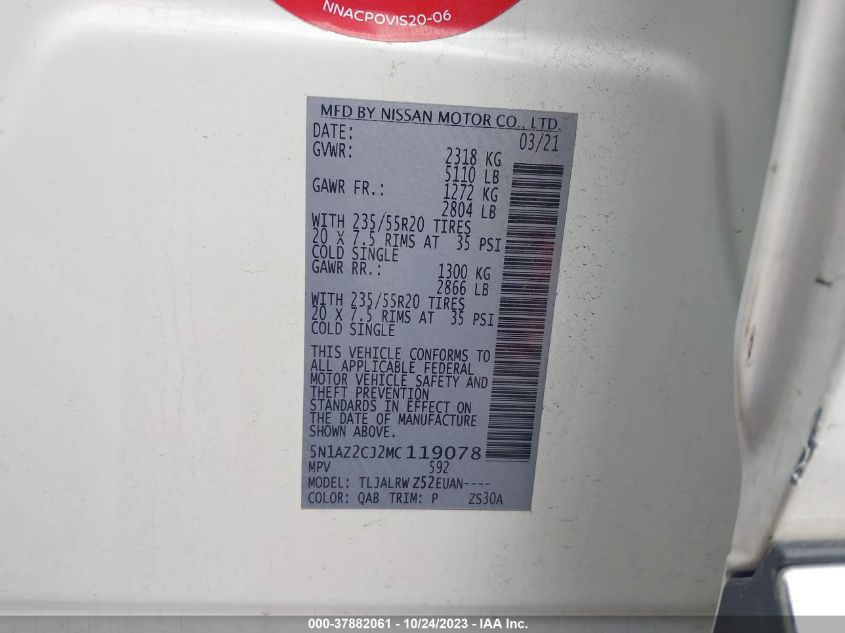 NNACPOVIS20-06
MFD BY NISSAN MOTOR CO., LTD.
DATE: 03/21
GVWR: 2318 KG
5110 LB
GAWR FR.: 1272 KG
2804 LB
WITH 235/55R20 TIRES
20 X 7.5 RIMS AT 35 PSI
COLD SINGLE
GAWR RR.: 1300 KG
2866 LB
WITH 235/55R20 TIRES
20 X 7.5 RIMS AT 35 PSI
COLD SINGLE
THIS VEHICLE CONFORMS TO
ALL APPLICABLE FEDERAL
MOTOR VEHICLE SAFETY AND
THEFT PREVENTION
STANDARDS IN EFFECT ON
THE DATE OF MANUFACTURE
SHOWN ABOVE.
5N1AZ2CJ2MC119078
MPV 592
MODEL: TLJALRW Z52EUAN----
COLOR: QAB TRIM: P ZS30A
000-37882061 - 10/24/2023 - IAA Inc.